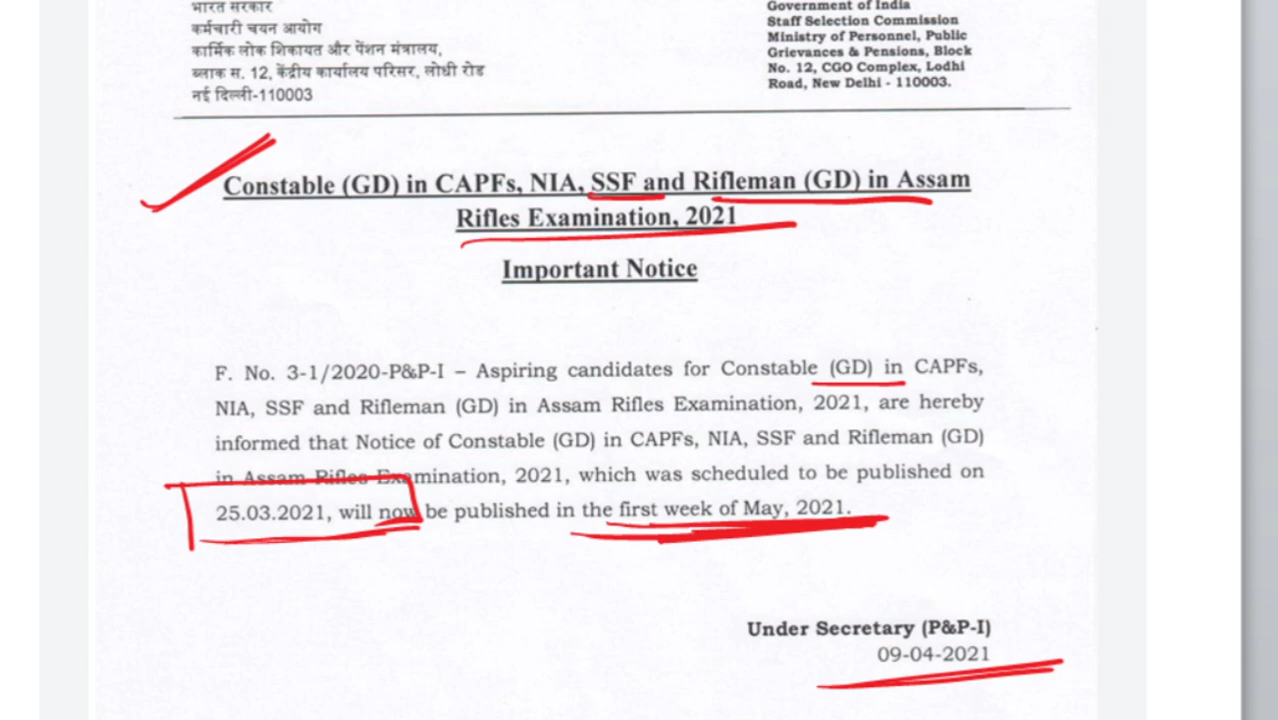 भारत सरकार
कर्मचारी चयन आयोग
कार्मिक लोक शिकायत और पेंशन मंत्रालय,
ब्लाक स. 12, केंद्रीय कार्यालय परिसर, लोधी रोड
नई दिल्ली-110003
Government of India
Staff Selection Commission
Ministry of Personnel, Public
Grievances & Pensions, Block
No. 12, CGO Complex, Lodhi
Road, New Delhi - 110003.
Constable (GD) in CAPFs, NIA, SSF and Rifleman (GD) in Assam
Rifles Examination, 2021
Important Notice
F. No. 3-1/2020-P&P-I – Aspiring candidates for Constable (GD) in CAPFs,
NIA, SSF and Rifleman (GD) in Assam Rifles Examination, 2021, are hereby
informed that Notice of Constable (GD) in CAPFs, NIA, SSF and Rifleman (GD)
in Assam Rifles Examination, 2021, which was scheduled to be published on
25.03.2021, will now be published in the first week of May, 2021.
Under Secretary (P&P-I)
09-04-2021